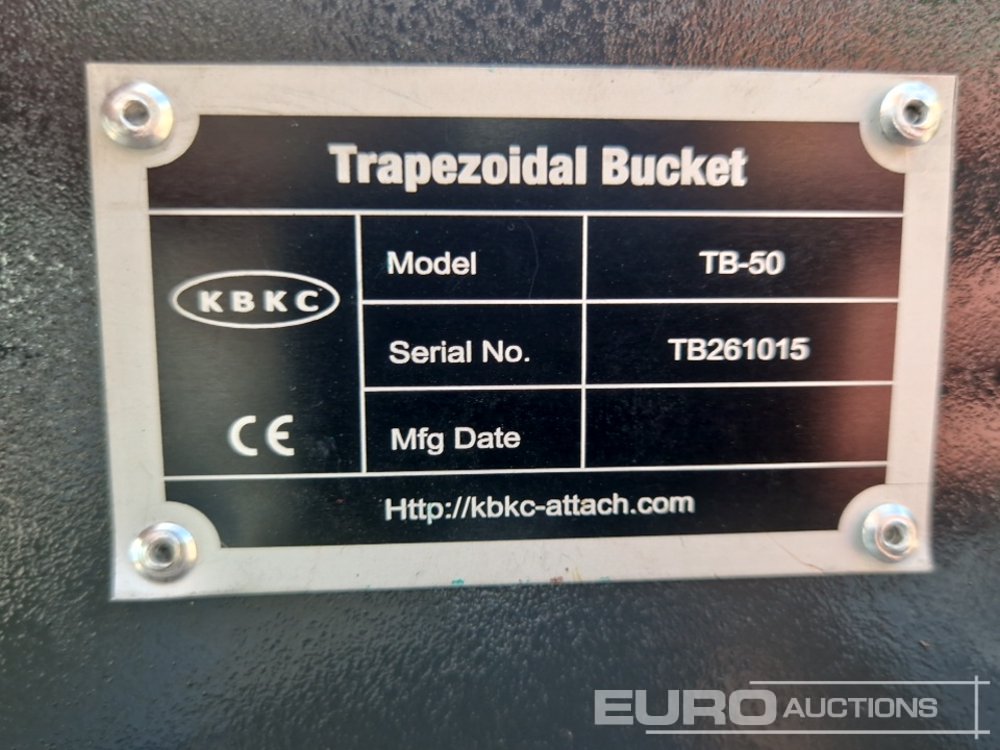 Trapezoidal Bucket
KBKC
Model TB-50
Serial No. TB261015
CE
Mfg Date
Http://kbkc-attach.com
EURO AUCTIONS